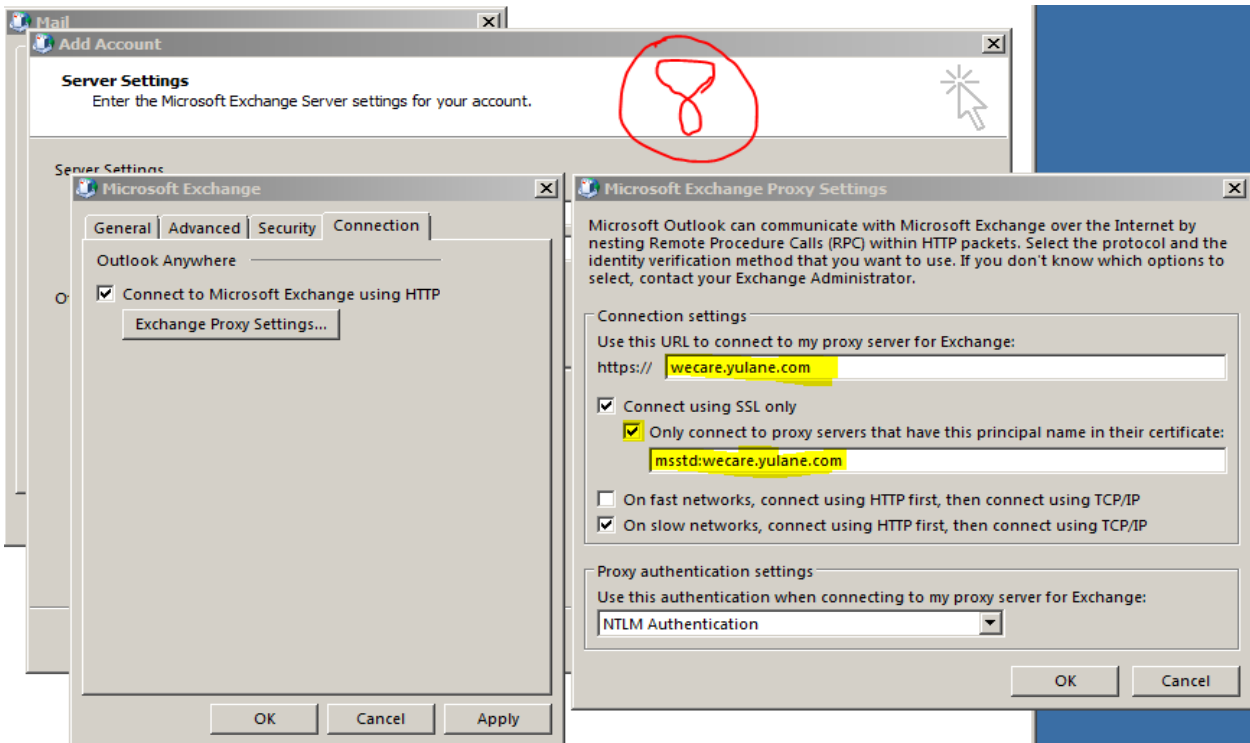 Mail
Add Account
Server Settings
Enter the Microsoft Exchange Server settings for your account.
8
Server Settings
Microsoft Exchange
General
Advanced
Security
Connection
Outlook Anywhere
Connect to Microsoft Exchange using HTTP
Exchange Proxy Settings...
OK
Cancel
Apply
Microsoft Exchange Proxy Settings
Microsoft Outlook can communicate with Microsoft Exchange over the Internet by
nesting Remote Procedure Calls (RPC) within HTTP packets. Select the protocol and the
identity verification method that you want to use. If you don't know which options to
select, contact your Exchange Administrator.
Connection settings
Use this URL to connect to my proxy server for Exchange:
https:// wecare.yulane.com
Connect using SSL only
Only connect to proxy servers that have this principal name in their certificate:
msstd:wecare.yulane.com
On fast networks, connect using HTTP first, then connect using TCP/IP
On slow networks, connect using HTTP first, then connect using TCP/IP
Proxy authentication settings
Use this authentication when connecting to my proxy server for Exchange:
NTLM Authentication
OK
Cancel